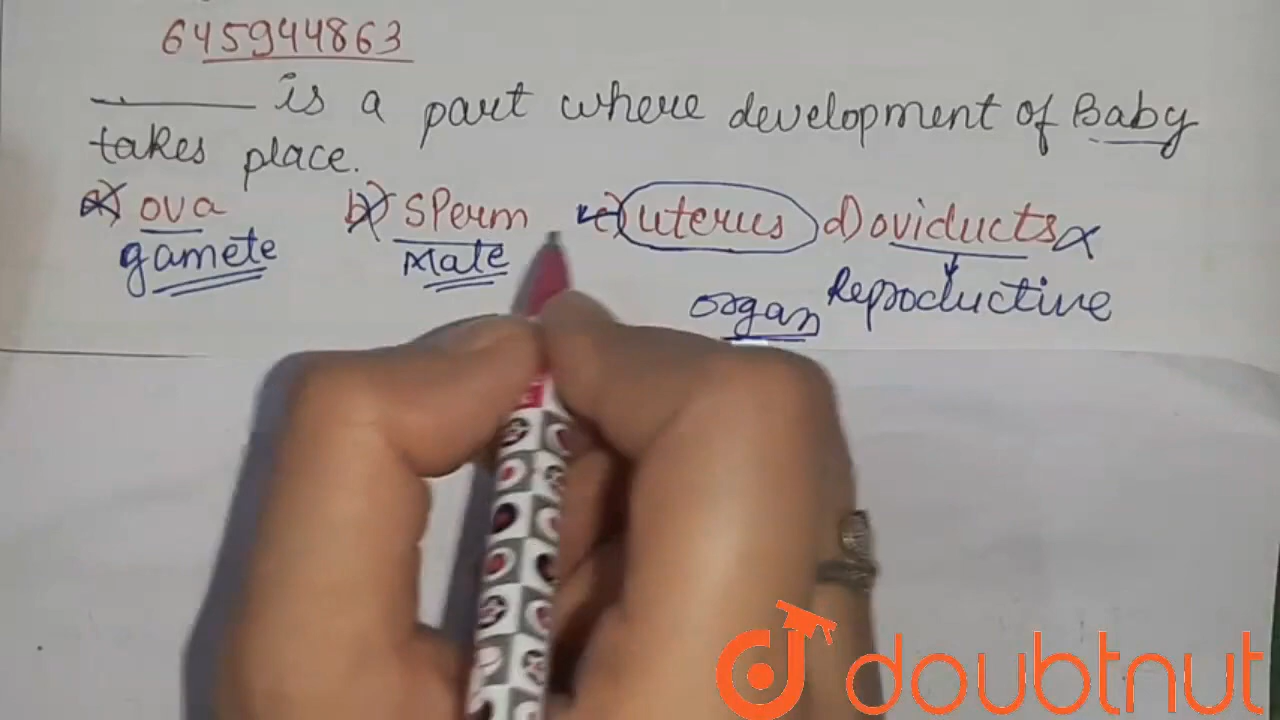 645944863
_____ is a part where development of Baby
takes place.
a) ova b) sperm c) uterus d) oviducts
gamete Male organ Reproductive
doubtnut